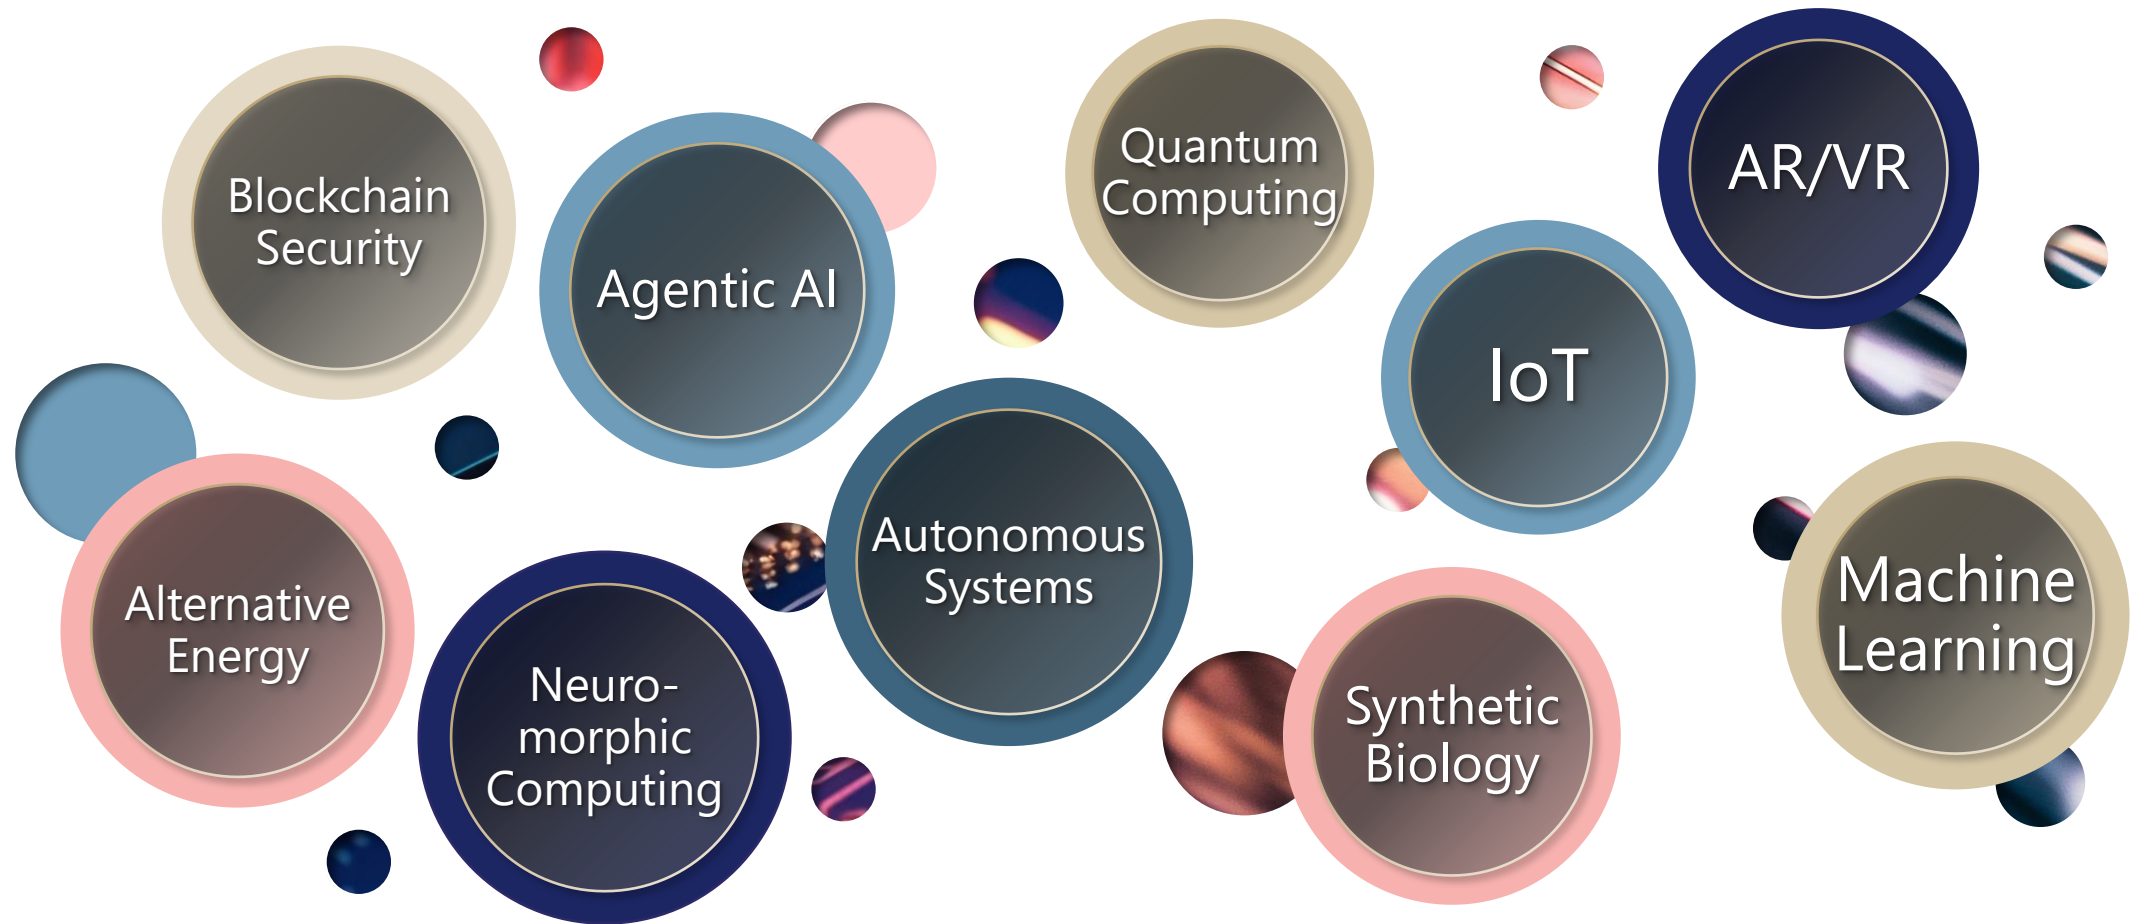 Blockchain
Security
Agentic AI
Quantum
Computing
AR/VR
IoT
Alternative
Energy
Neuro-
morphic
Computing
Autonomous
Systems
Synthetic
Biology
Machine
Learning